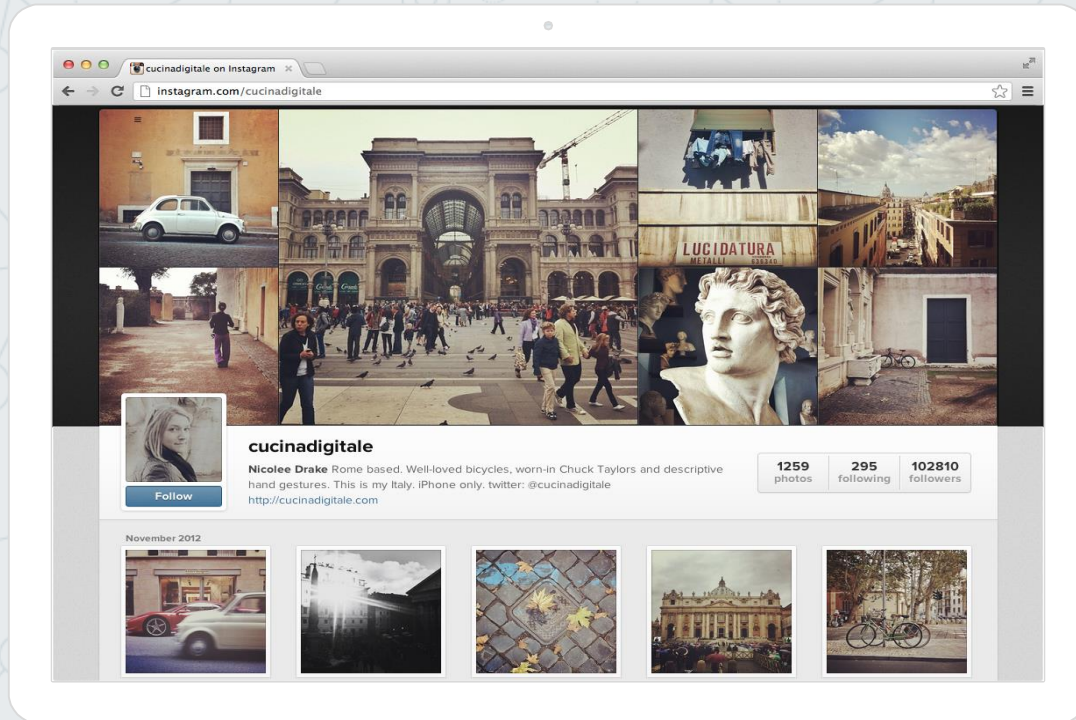 cucinadigitale on Instagram
instagram.com/cucinadigitale
LUCIDATURA
METALLI 636340
cucinadigitale
Nicolee Drake Rome based. Well-loved bicycles, worn-in Chuck Taylors and descriptive
hand gestures. This is my Italy. iPhone only. twitter: @cucinadigitale
http://cucinadigitale.com
Follow
1259 295 102810
photos following followers
November 2012